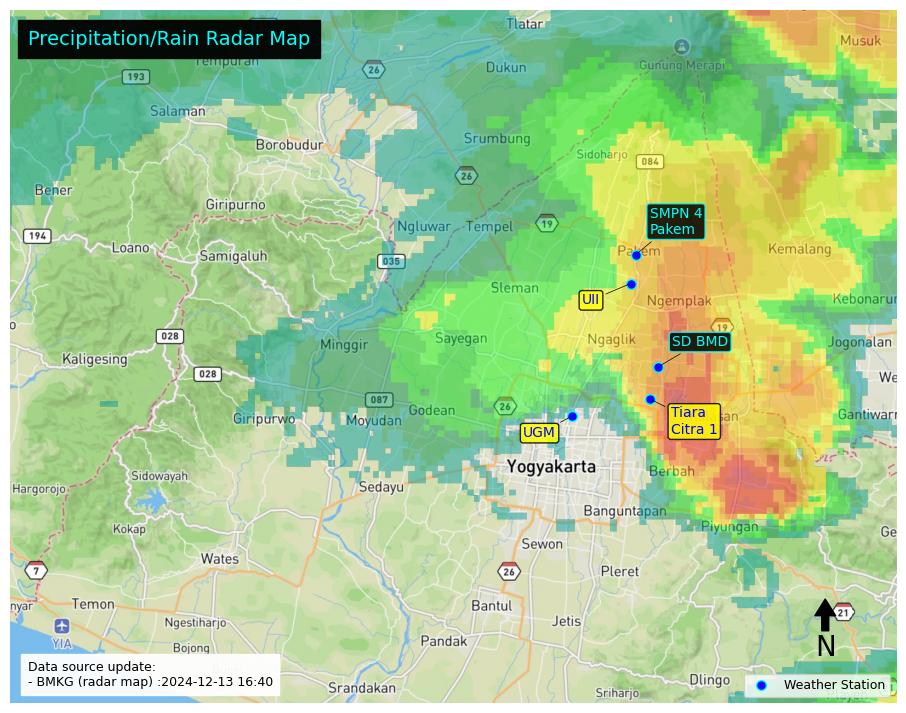 Precipitation/Rain Radar Map
Tlatar
Musuk
Gunung Merapi
Tempuran
26
Dukun
193
Salaman
Borobudur
Srumbung
Sidoharjo
084
26
Bener
Giripurno
SMPN 4
Pakem
194
Loano
Samigaluh
Ngluwar
Tempel
19
Pakem
Kemalang
035
Sleman
UII
Ngemplak
Kebonarum
028
Minggir
Sayegan
Ngaglik
19
SD BMD
Jogonalan
Kaligesing
028
087
Godean
26
Tiara
Citra 1
Gantiwarno
Giripurwo
Moyudan
UGM
Yogyakarta
Berbah
Sidowayah
Sedayu
Hargorojo
Banguntapan
Kokap
Piyungan
Sewon
Wates
7
26
Pleret
Temon
Bantul
21
Ngestiharjo
Jetis
YIA
Bojong
Pandak
N
Data source update:
- BMKG (radar map) :2024-12-13 16:40
Srandakan
Sriharjo
Dlingo
Weather Station